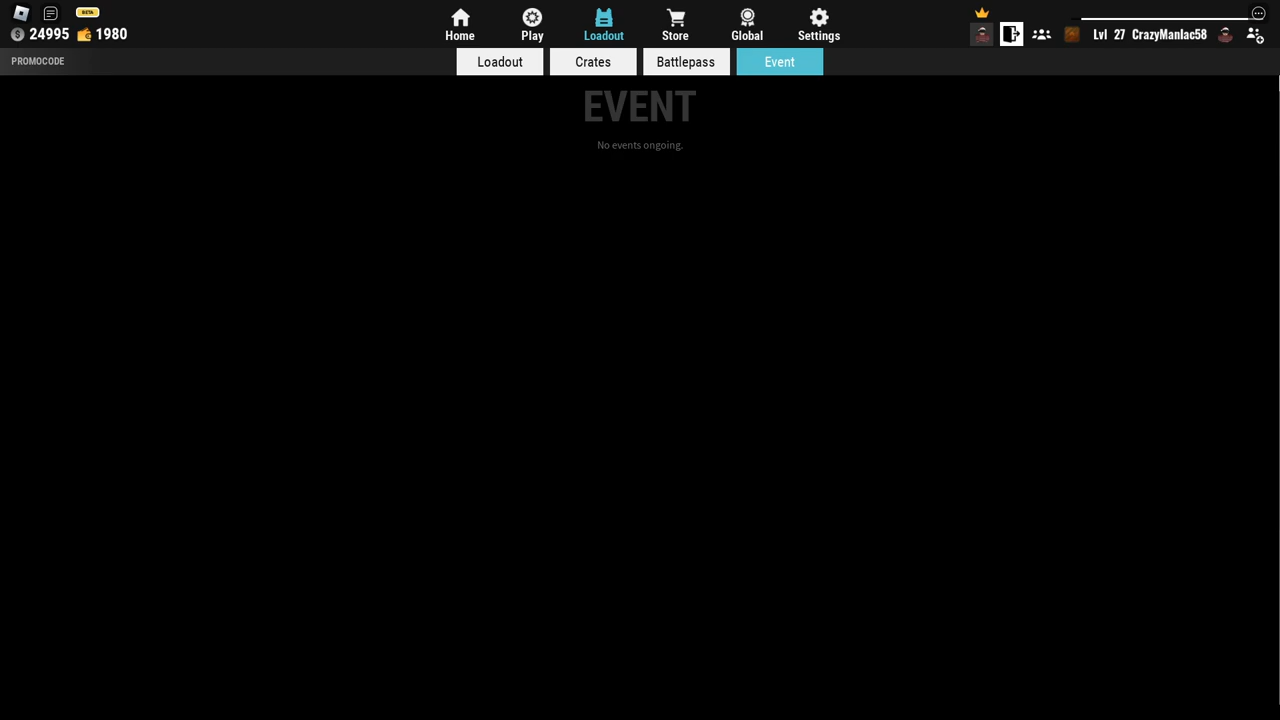 BETA
24995 1980
Home Play Loadout Store Global Settings
Lvl 27 CrazyManIac58
PROMOCODE
Loadout Crates Battlepass Event
EVENT
No events ongoing.